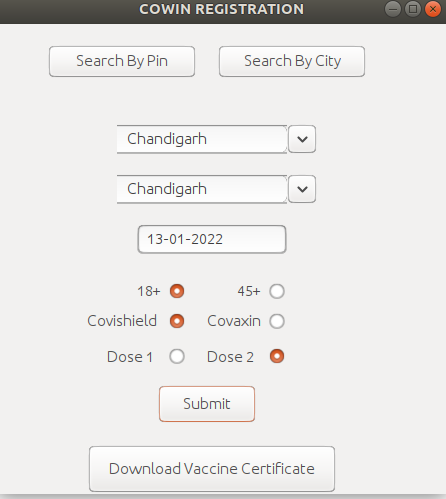 COWIN REGISTRATION
Search By Pin Search By City
Chandigarh
Chandigarh
13-01-2022
18+ 45+
Covishield Covaxin
Dose 1 Dose 2
Submit
Download Vaccine Certificate